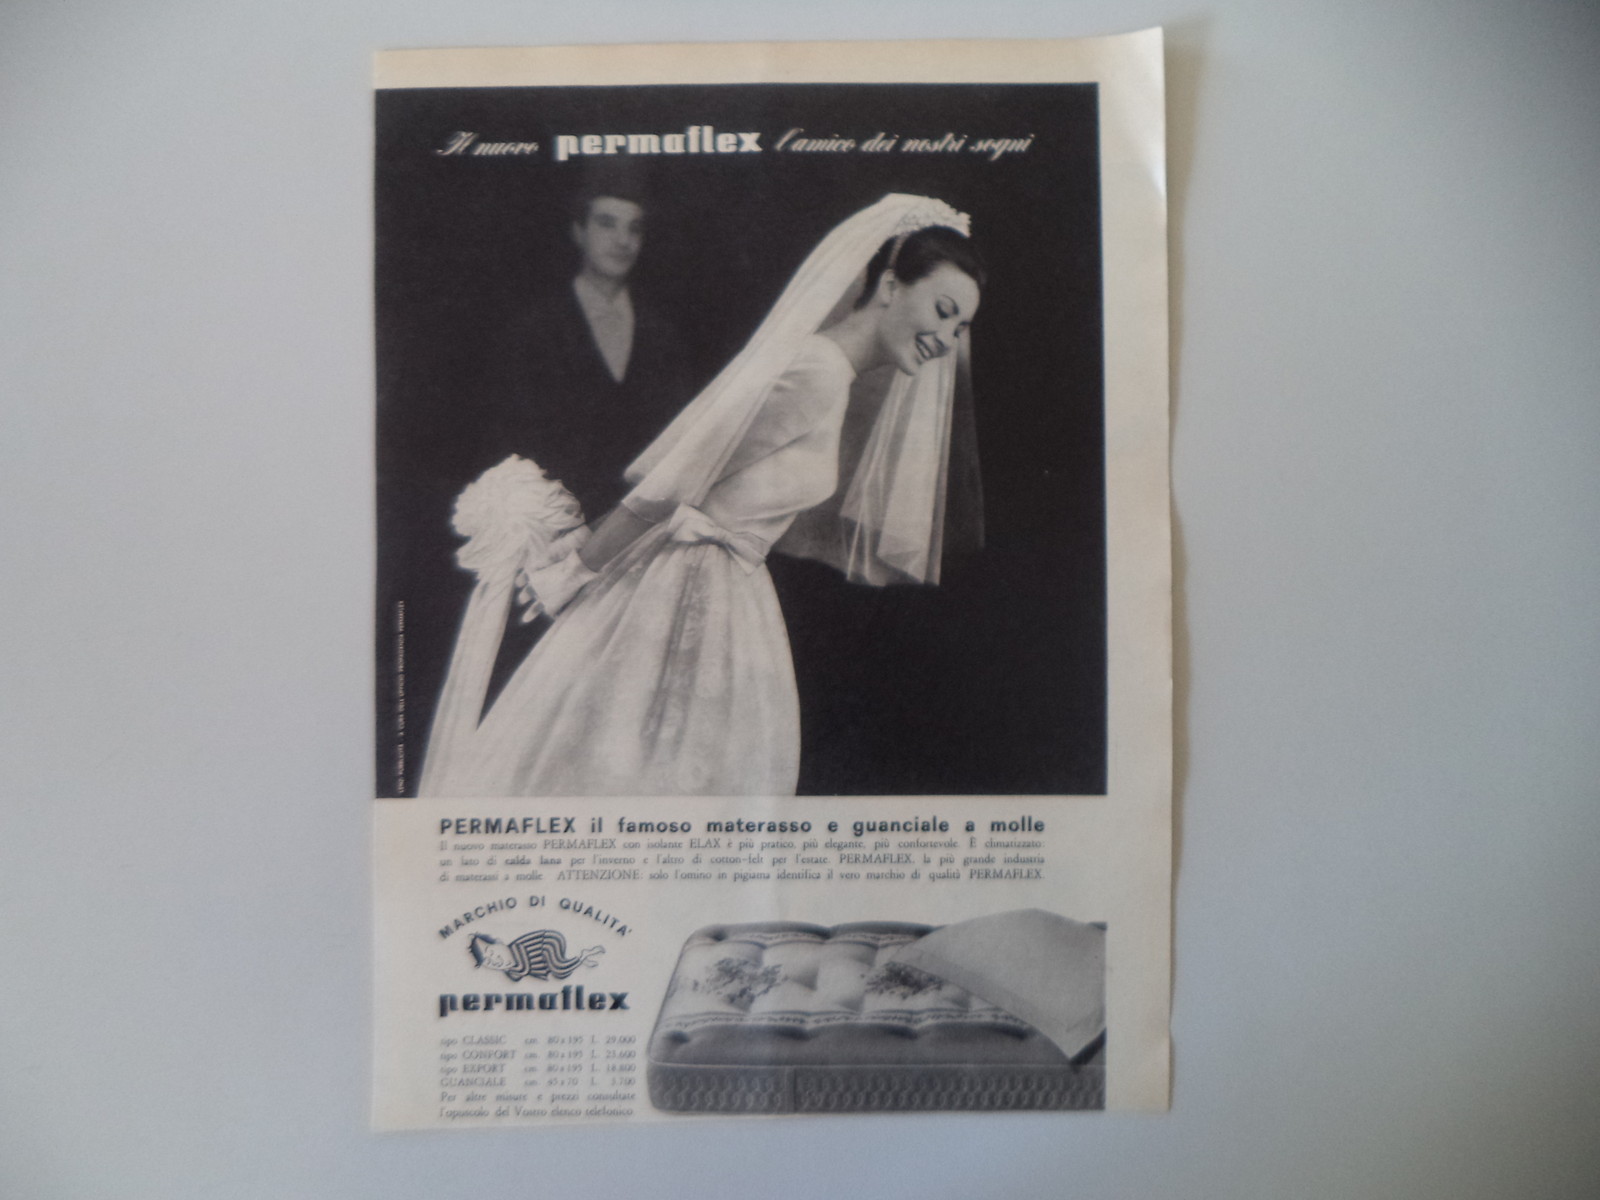 Il nuovo permaflex l'amico dei nostri sogni
PERMAFLEX il famoso materasso e guanciale a molle
Il nuovo materasso PERMAFLEX con isolante ELAX è più pratico, più elegante, più confortevole. È climatizzato:
un lato di calda lana per l'inverno e l'altro di cotton-felt per l'estate. PERMAFLEX, la più grande industria
di materassi a molle. ATTENZIONE: solo l'omino in pigiama identifica il vero marchio di qualità PERMAFLEX.
MARCHIO DI QUALITA'
permaflex
tipo CLASSIC cm. 80 x 195 L. 29.000
tipo CONFORT cm. 80 x 195 L. 23.600
tipo EXPORT cm. 80 x 195 L. 18.800
GUANCIALE cm. 45 x 70 L. 3.700
Per altre misure e prezzi consultate
l'opuscolo del Vostro elenco telefonico